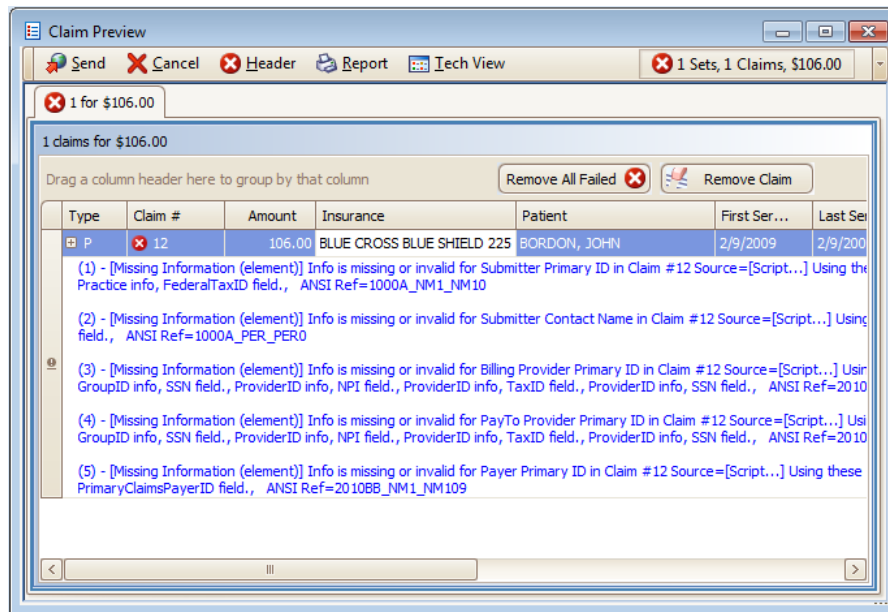 Claim Preview
Send Cancel Header Report Tech View 1 Sets, 1 Claims, $106.00
1 for $106.00
1 claims for $106.00
Drag a column header here to group by that column Remove All Failed Remove Claim
Type Claim # Amount Insurance Patient First Ser... Last Ser
P 12 106.00 BLUE CROSS BLUE SHIELD 225 BORDON, JOHN 2/9/2009 2/9/200
(1) - [Missing Information (element)] Info is missing or invalid for Submitter Primary ID in Claim #12 Source=[Script...] Using the
Practice info, FederalTaxID field., ANSI Ref=1000A_NM1_NM10
(2) - [Missing Information (element)] Info is missing or invalid for Submitter Contact Name in Claim #12 Source=[Script...] Using
field., ANSI Ref=1000A_PER_PER0
(3) - [Missing Information (element)] Info is missing or invalid for Billing Provider Primary ID in Claim #12 Source=[Script...] Usin
GroupID info, SSN field., ProviderID info, NPI field., ProviderID info, TaxID field., ProviderID info, SSN field., ANSI Ref=2010
(4) - [Missing Information (element)] Info is missing or invalid for PayTo Provider Primary ID in Claim #12 Source=[Script...] Usi
GroupID info, SSN field., ProviderID info, NPI field., ProviderID info, TaxID field., ProviderID info, SSN field., ANSI Ref=2010
(5) - [Missing Information (element)] Info is missing or invalid for Payer Primary ID in Claim #12 Source=[Script...] Using these
PrimaryClaimsPayerID field., ANSI Ref=2010BB_NM1_NM109